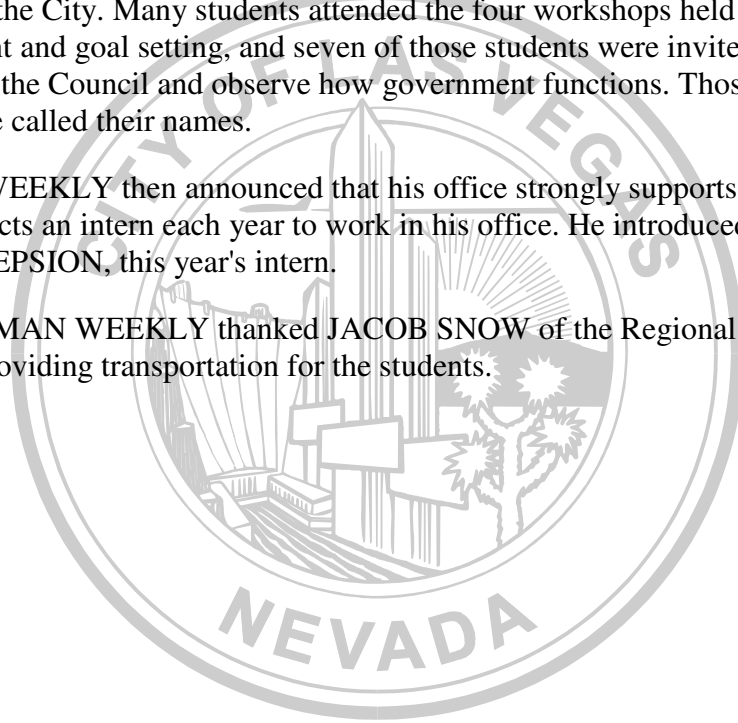 the City. Many students attended the four workshops held
nt and goal setting, and seven of those students were invite
the Council and observe how government functions. Thos
e called their names.
WEEKLY then announced that his office strongly supports
cts an intern each year to work in his office. He introduced
EPSION, this year's intern.
MAN WEEKLY thanked JACOB SNOW of the Regional
oviding transportation for the students.
CITY OF LAS VEGAS
NEVADA